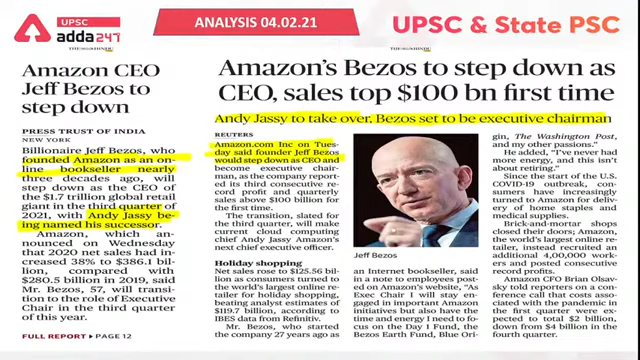 UPSC
adda247
ANALYSIS 04.02.21
UPSC & State PSC
THE HINDU
THE HINDU
Amazon CEO
Jeff Bezos to
step down
PRESS TRUST OF INDIA
NEW YORK
Billionaire Jeff Bezos, who
founded Amazon as an on-
line bookseller nearly
three decades ago, will
step down as the CEO of
the $1.7 trillion global retail
giant in the third quarter of
2021, with Andy Jassy be-
ing named his successor.
Amazon, which an-
nounced on Wednesday
that 2020 net sales had in-
creased 38% to $386.1 bil-
lion, compared with
$280.5 billion in 2019, said
Mr. Bezos, 57, will transi-
tion to the role of Executive
Chair in the third quarter
of this year.
FULL REPORT ▸ PAGE 12
Amazon's Bezos to step down as
CEO, sales top $100 bn first time
Andy Jassy to take over, Bezos set to be executive chairman
REUTERS
Amazon.com Inc on Tues-
day said founder Jeff Bezos
would step down as CEO and
become executive chair-
man, as the company report-
ed its third consecutive re-
cord profit and quarterly
sales above $100 billion for
the first time.
The transition, slated for
the third quarter, will make
current cloud computing
chief Andy Jassy Amazon's
next chief executive officer.
Holiday shopping
Net sales rose to $125.56 bil-
lion as consumers turned to
the world's largest online re-
tailer for holiday shopping,
beating analyst estimates of
$119.7 billion, according to
IBES data from Refinitiv.
Mr. Bezos, who started
the company 27 years ago as
Jeff Bezos
an Internet bookseller, said
in a note to employees post-
ed on Amazon's website, "As
Exec Chair I will stay en-
gaged in important Amazon
initiatives but also have the
time and energy I need to fo-
cus on the Day 1 Fund, the
Bezos Earth Fund, Blue Ori-
gin, The Washington Post,
and my other passions."
He added, "I've never had
more energy, and this isn't
about retiring."
Since the start of the U.S.
COVID-19 outbreak, con-
sumers have increasingly
turned to Amazon for deliv-
ery of home staples and
medical supplies.
Brick-and-mortar shops
closed their doors; Amazon,
the world's largest online re-
tailer, instead recruited an
additional 4,00,000 work-
ers and posted consecutive
record profits.
Amazon CFO Brian Olsav-
sky told reporters on a con-
ference call that costs asso-
ciated with the pandemic in
the first quarter were ex-
pected to total $2 billion,
down from $4 billion in the
fourth quarter.